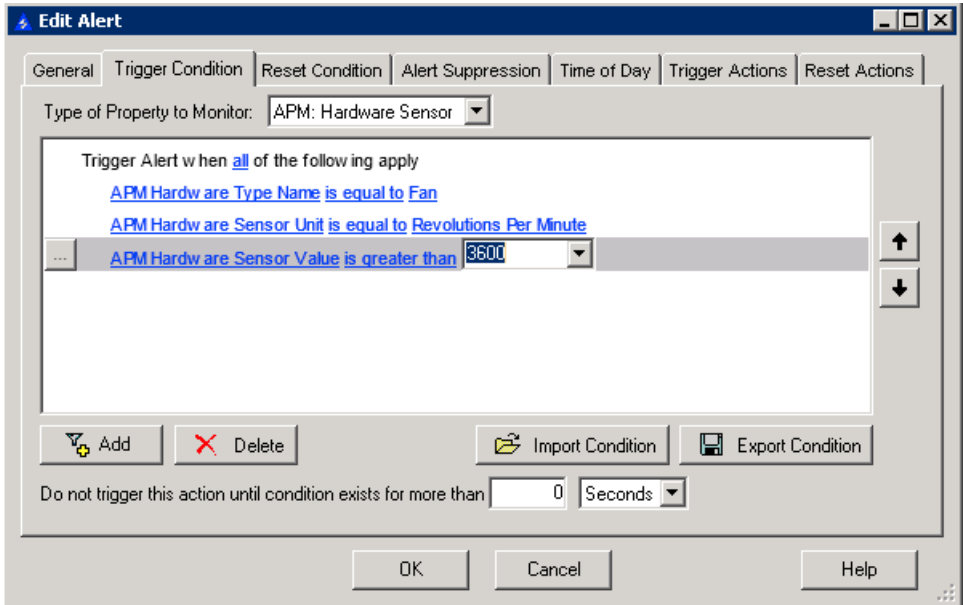 Edit Alert
General Trigger Condition Reset Condition Alert Suppression Time of Day Trigger Actions Reset Actions
Type of Property to Monitor: APM: Hardware Sensor
Trigger Alert when all of the following apply
APM Hardware Type Name is equal to Fan
APM Hardware Sensor Unit is equal to Revolutions Per Minute
... APM Hardware Sensor Value is greater than 3600
Add Delete Import Condition Export Condition
Do not trigger this action until condition exists for more than 0 Seconds
OK Cancel Help